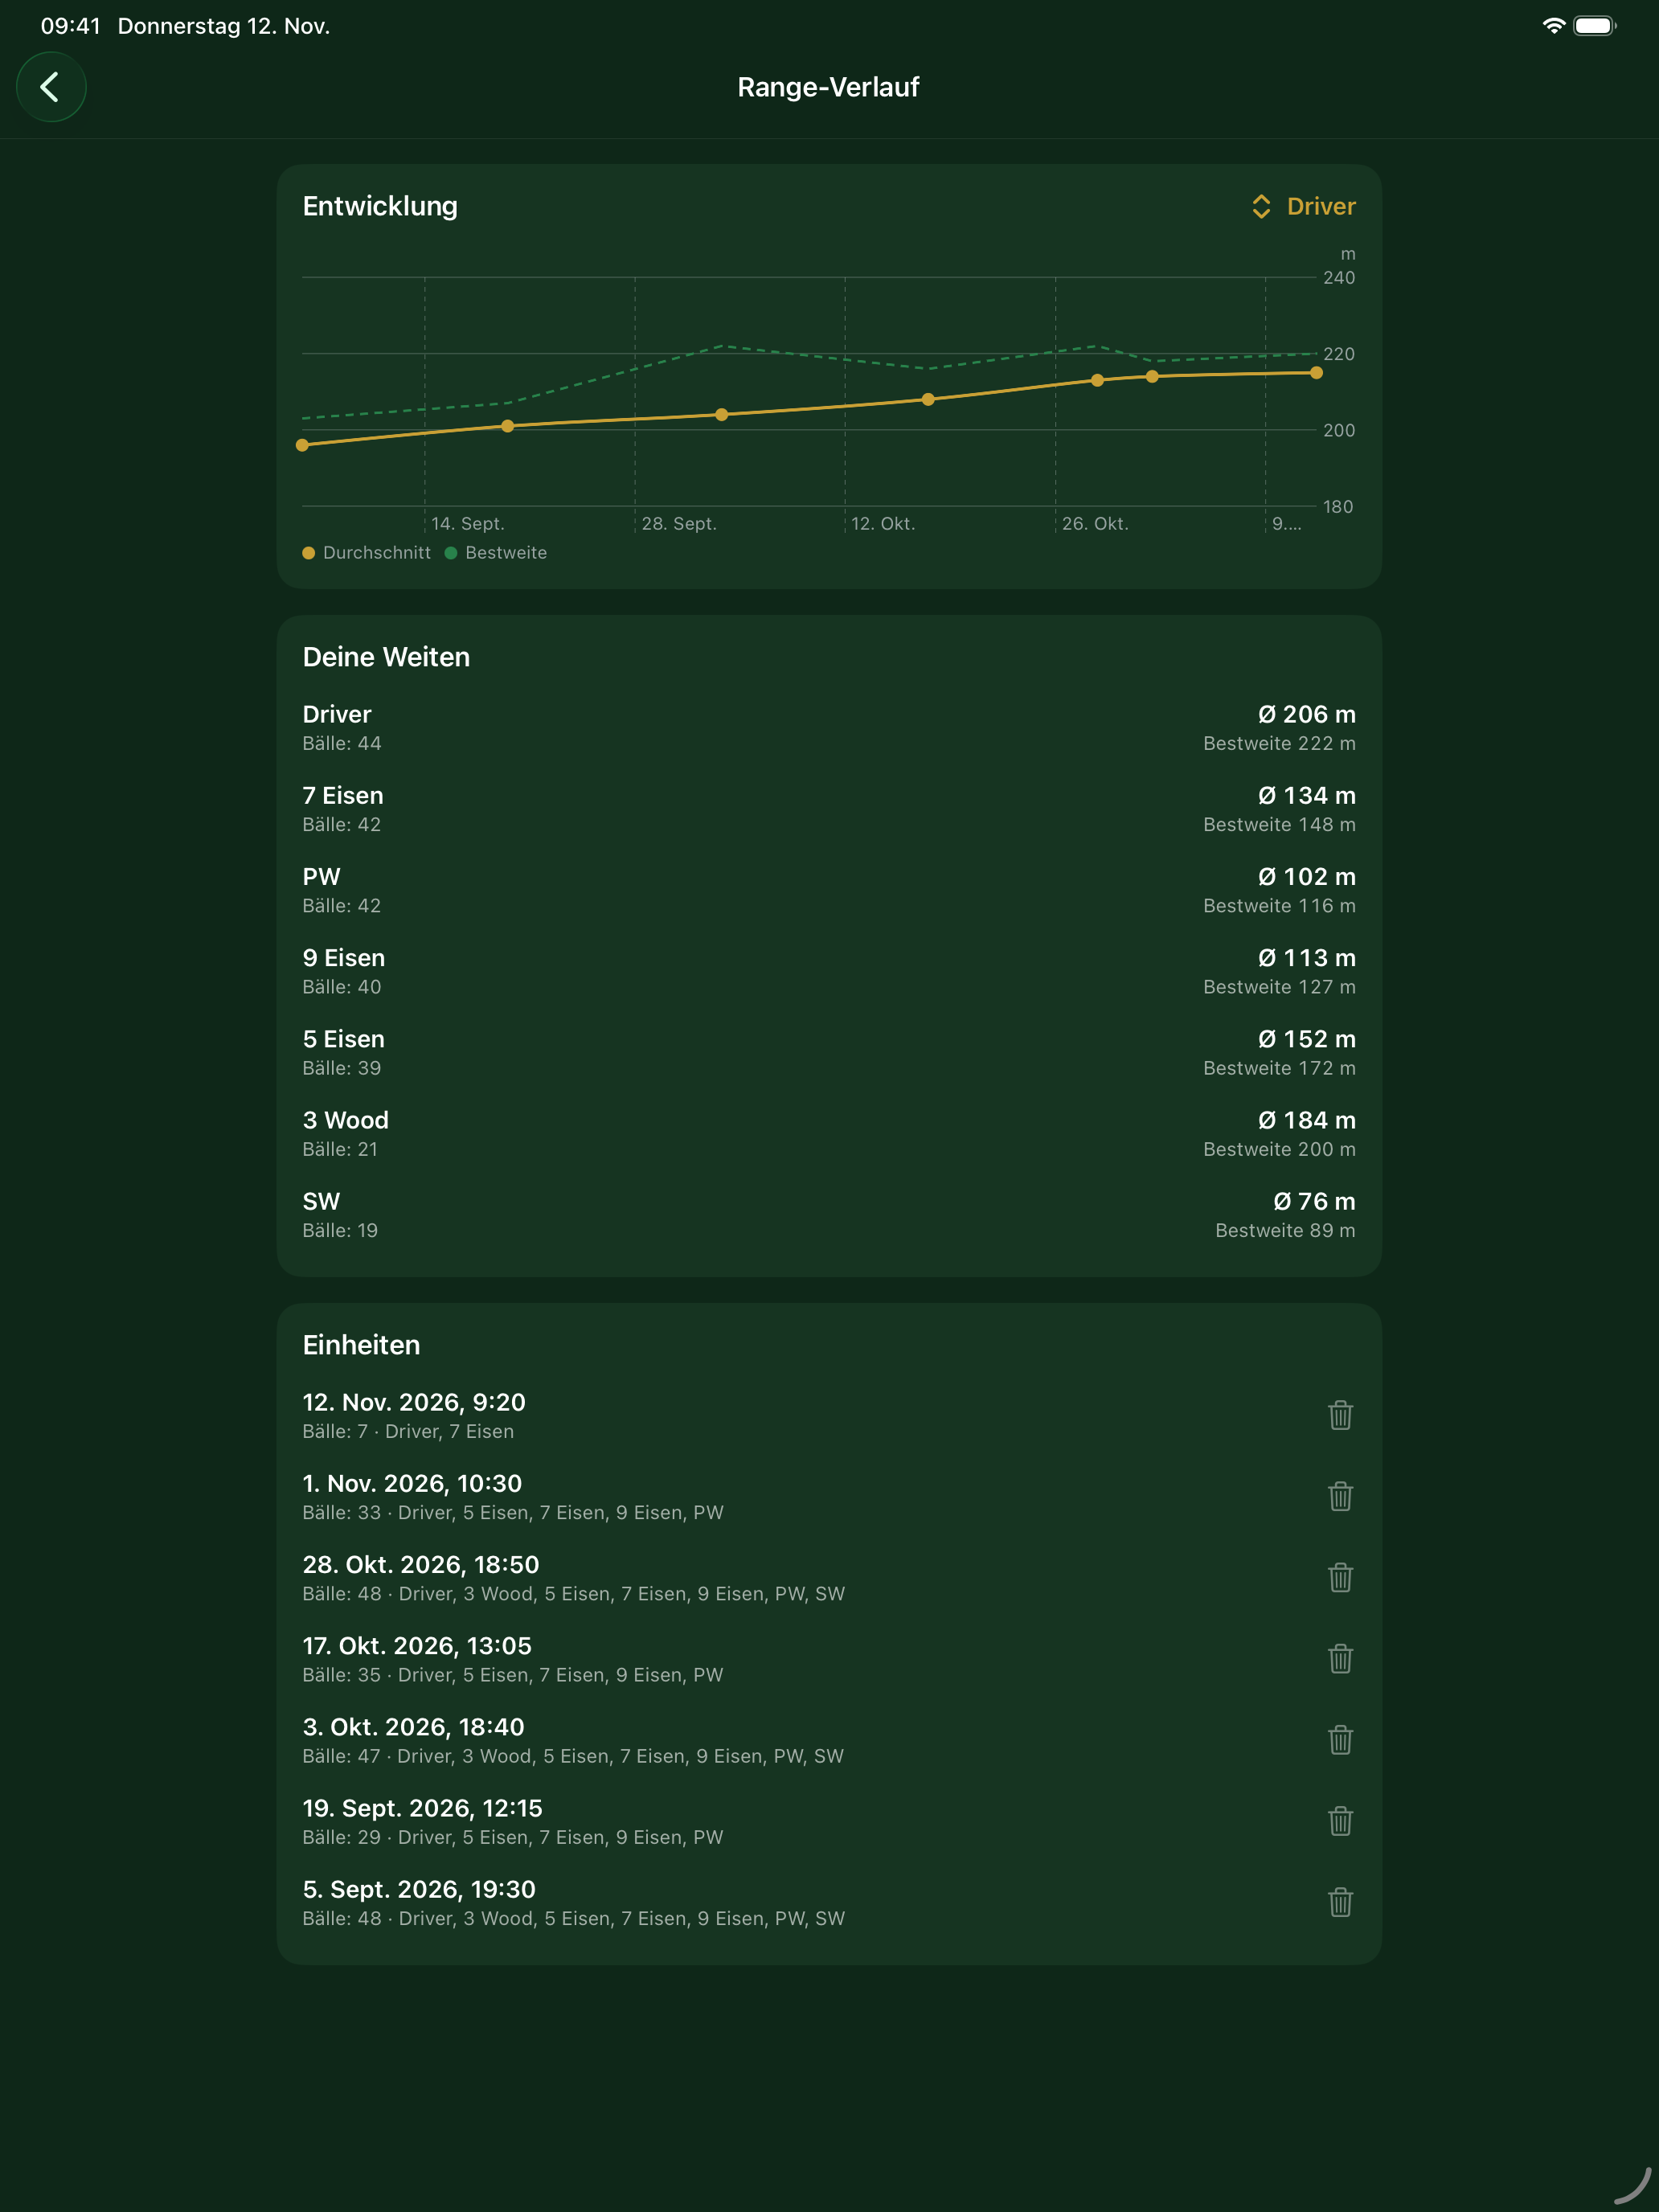 09:41 Donnerstag 12. Nov.
Range-Verlauf
Entwicklung
Driver
m
240
220
200
180
14. Sept.
28. Sept.
12. Okt.
26. Okt.
9....
Durchschnitt
Bestweite
Deine Weiten
Driver
Ø 206 m
Bälle: 44
Bestweite 222 m
7 Eisen
Ø 134 m
Bälle: 42
Bestweite 148 m
PW
Ø 102 m
Bälle: 42
Bestweite 116 m
9 Eisen
Ø 113 m
Bälle: 40
Bestweite 127 m
5 Eisen
Ø 152 m
Bälle: 39
Bestweite 172 m
3 Wood
Ø 184 m
Bälle: 21
Bestweite 200 m
SW
Ø 76 m
Bälle: 19
Bestweite 89 m
Einheiten
12. Nov. 2026, 9:20
Bälle: 7 · Driver, 7 Eisen
1. Nov. 2026, 10:30
Bälle: 33 · Driver, 5 Eisen, 7 Eisen, 9 Eisen, PW
28. Okt. 2026, 18:50
Bälle: 48 · Driver, 3 Wood, 5 Eisen, 7 Eisen, 9 Eisen, PW, SW
17. Okt. 2026, 13:05
Bälle: 35 · Driver, 5 Eisen, 7 Eisen, 9 Eisen, PW
3. Okt. 2026, 18:40
Bälle: 47 · Driver, 3 Wood, 5 Eisen, 7 Eisen, 9 Eisen, PW, SW
19. Sept. 2026, 12:15
Bälle: 29 · Driver, 5 Eisen, 7 Eisen, 9 Eisen, PW
5. Sept. 2026, 19:30
Bälle: 48 · Driver, 3 Wood, 5 Eisen, 7 Eisen, 9 Eisen, PW, SW